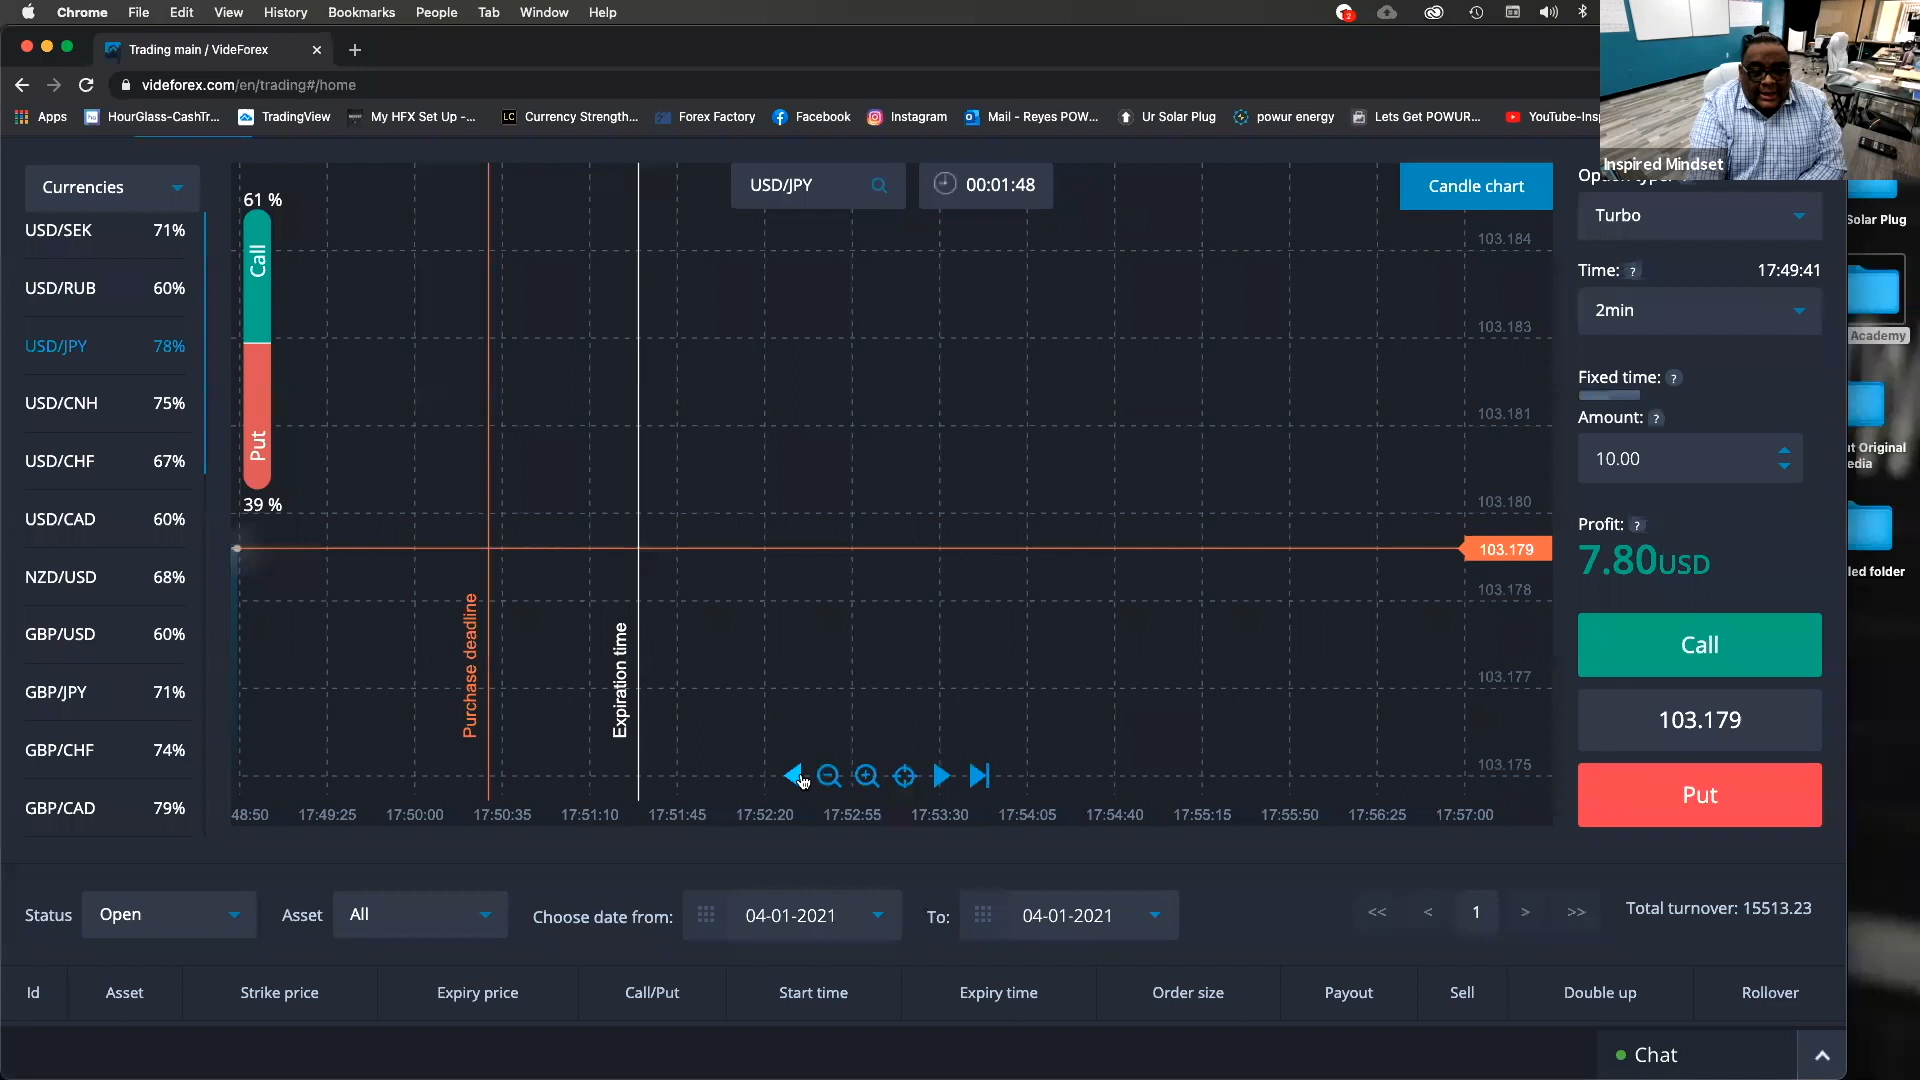 Chrome File Edit View History Bookmarks People Tab Window Help
2
Trading main / VideForex
videforex.com/en/trading#/home
Apps HourGlass-CashTr... TradingView My HFX Set Up -... LC Currency Strength... Forex Factory Facebook Instagram Mail - Reyes POW... Ur Solar Plug powur energy Lets Get POWUR... YouTube-Ins
Inspired Mindset
Currencies
USD/SEK 71%
USD/RUB 60%
USD/JPY 78%
USD/CNH 75%
USD/CHF 67%
USD/CAD 60%
NZD/USD 68%
GBP/USD 60%
GBP/JPY 71%
GBP/CHF 74%
GBP/CAD 79%
61 %
Call
Put
39 %
USD/JPY
00:01:48
Candle chart
103.184
103.183
103.181
103.180
103.179
103.178
103.177
103.175
Purchase deadline
Expiration time
48:50 17:49:25 17:50:00 17:50:35 17:51:10 17:51:45 17:52:20 17:52:55 17:53:30 17:54:05 17:54:40 17:55:15 17:55:50 17:56:25 17:57:00
Turbo
Time: ? 17:49:41
2min
Fixed time: ?
Amount: ?
10.00
Profit: ?
7.80USD
Call
103.179
Put
Solar Plug
Academy
t Original
edia
led folder
Status Open Asset All Choose date from: 04-01-2021 To: 04-01-2021 << < 1 > >> Total turnover: 15513.23
Id Asset Strike price Expiry price Call/Put Start time Expiry time Order size Payout Sell Double up Rollover
Chat